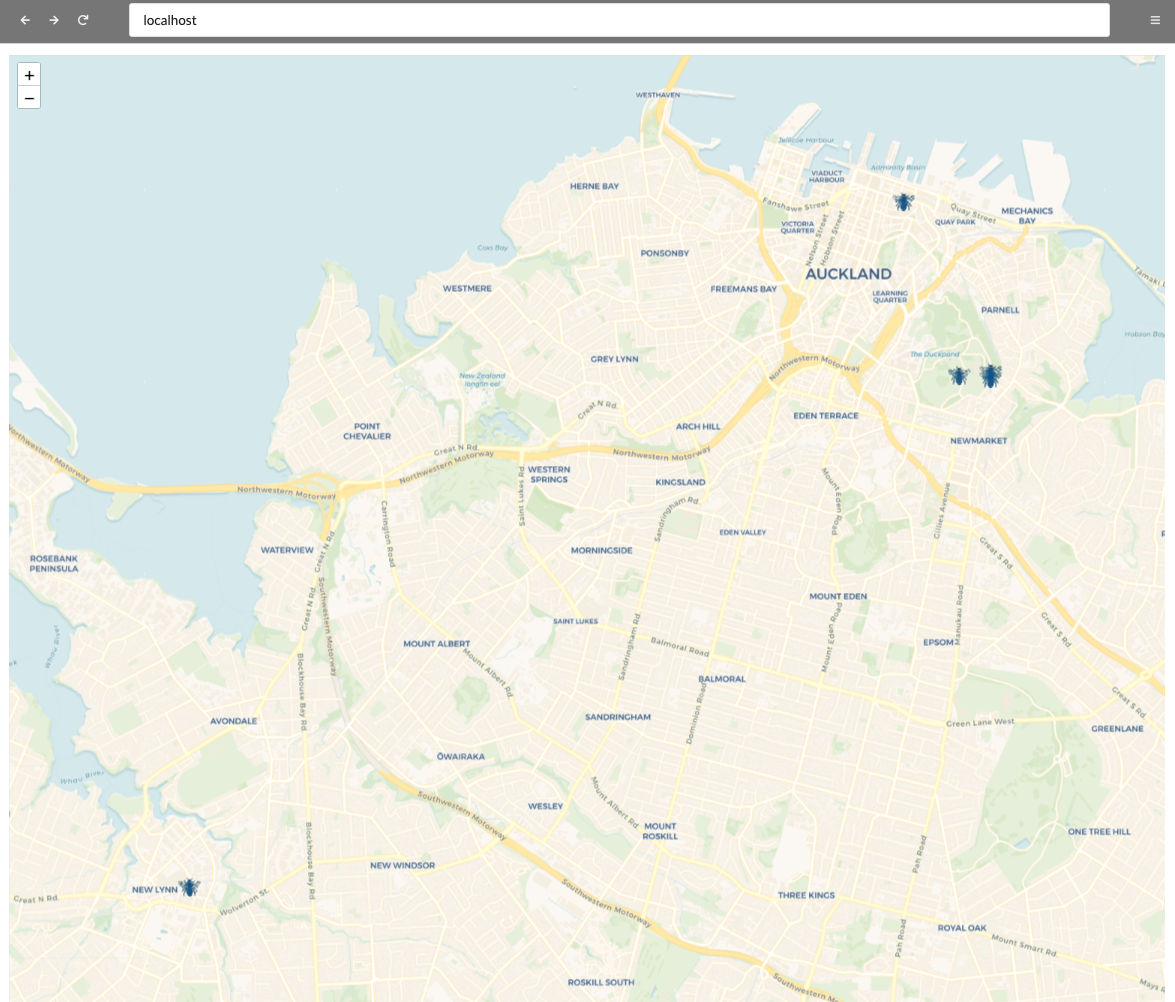 localhost
+
−
WESTHAVEN
Jellicoe Harbour
Admiralty Basin
VIADUCT
HARBOUR
HERNE BAY
Fanshawe Street
Quay Street
MECHANICS
BAY
VICTORIA
QUARTER
QUAY PARK
Nelson Street
Hobson Street
Cox's Bay
PONSONBY
AUCKLAND
WESTMERE
FREEMANS BAY
LEARNING
QUARTER
PARNELL
Tamaki
Hobson Bay
The Duckpond
GREY LYNN
Northwestern Motorway
New Zealand
longfin eel
Great N Rd
EDEN TERRACE
POINT
CHEVALIER
ARCH HILL
NEWMARKET
Northwestern Motorway
Great N Rd
Northwestern Motorway
Northwestern Motorway
WESTERN
SPRINGS
KINGSLAND
Northwestern Motorway
Saint Lukes Rd
Sandringham Rd
Mount Eden Road
Gillies Avenue
Carrington Road
EDEN VALLEY
WATERVIEW
Great N Rd
MORNINGSIDE
Great S Rd
ROSEBANK
PENINSULA
MOUNT EDEN
Great N Rd
Southwestern Motorway
SAINT LUKES
Manukau Road
Great S Rd
Whau River
MOUNT ALBERT
Sandringham Rd
Balmoral Road
Mount Eden Road
EPSOM
Mount Albert Rd
Blockhouse Bay Rd
BALMORAL
Great S Rd
AVONDALE
SANDRINGHAM
Dominion Road
Green Lane West
GREENLANE
ŌWAIRAKA
Whau River
Southwestern Motorway
WESLEY
Mount Albert Rd
MOUNT
ROSKILL
ONE TREE HILL
Blockhouse Bay Rd
NEW WINDSOR
Pah Road
NEW LYNN
Great N Rd
Wolverton St
Southwestern Motorway
THREE KINGS
ROYAL OAK
Pah Road
Mount Smart Rd
ROSKILL SOUTH
Southwestern Motorway
Mays